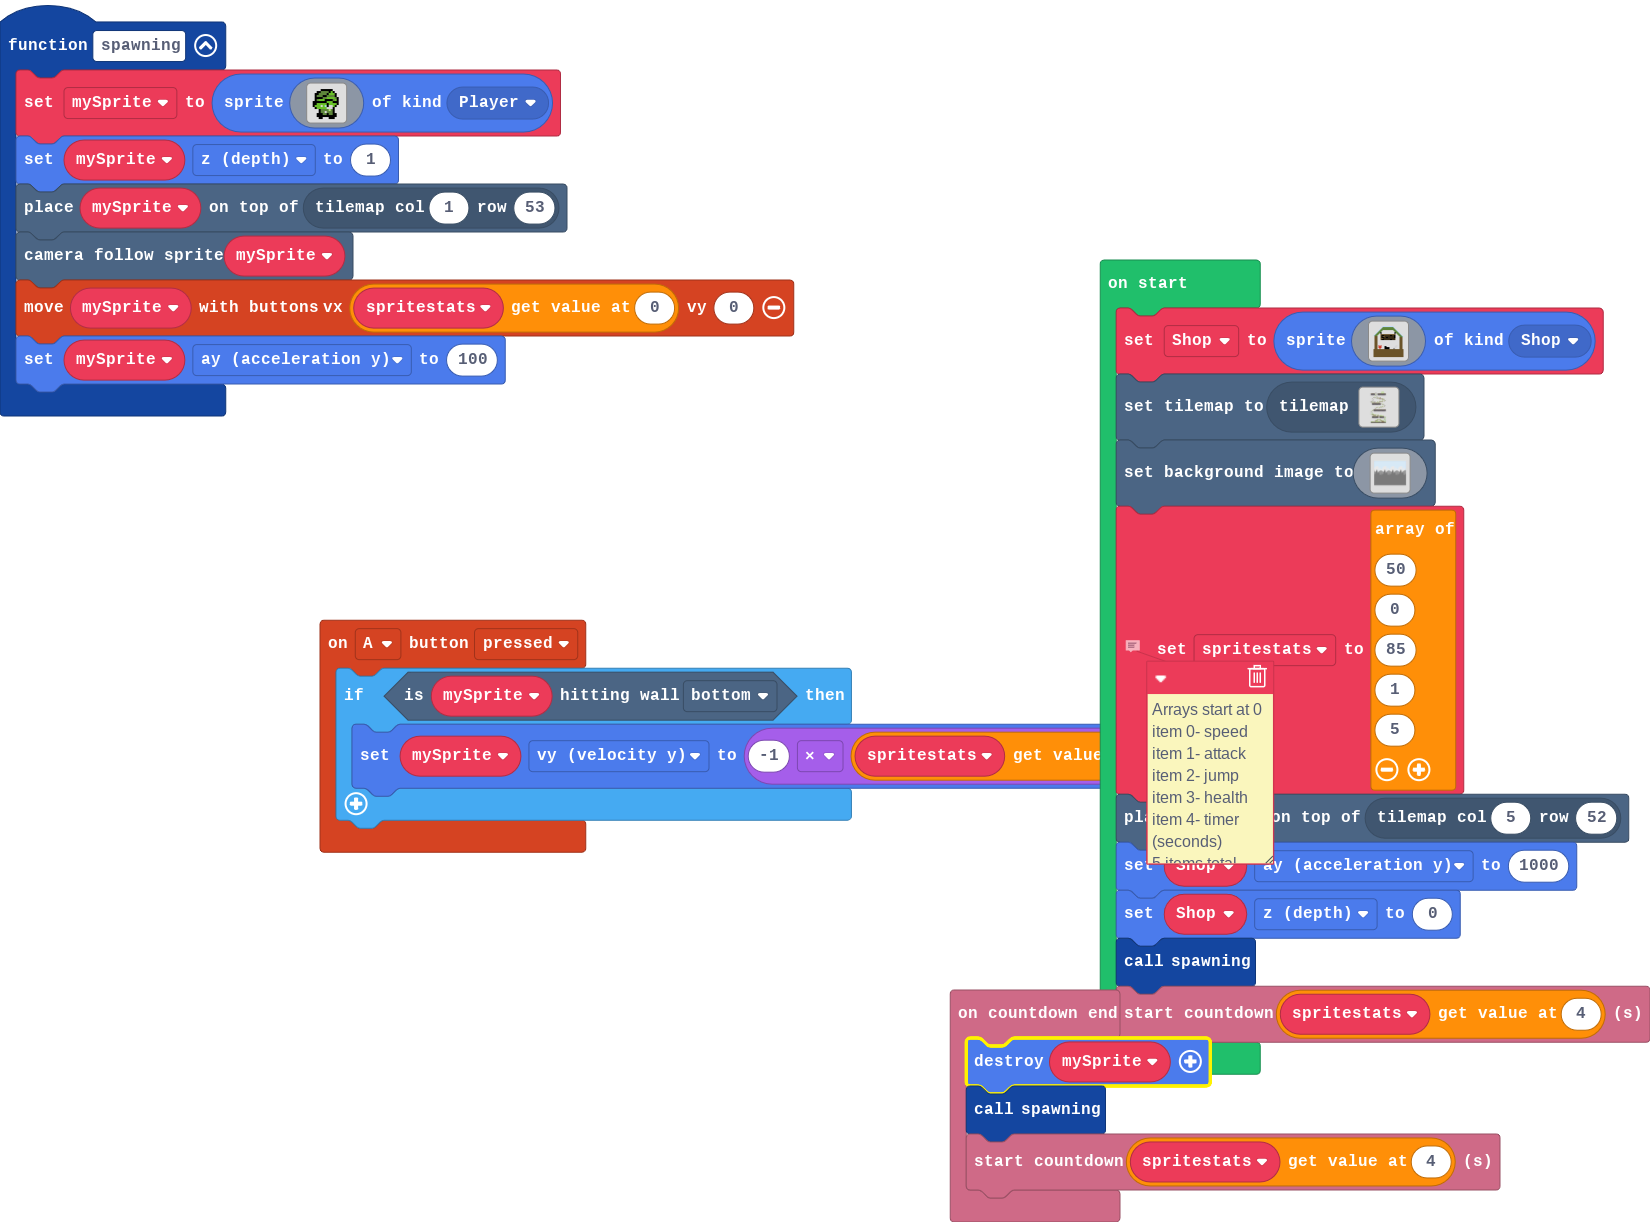 function spawning
set mySprite to sprite of kind Player
set mySprite z (depth) to 1
place mySprite on top of tilemap col 1 row 53
camera follow sprite mySprite
move mySprite with buttons vx spritestats get value at 0 vy 0
set mySprite ay (acceleration y) to 100
on A button pressed
if is mySprite hitting wall bottom then
set mySprite vy (velocity y) to -1 × spritestats get value
on start
set Shop to sprite of kind Shop
set tilemap to tilemap
set background image to
set spritestats to array of
50
0
85
1
5
Arrays start at 0
item 0- speed
item 1- attack
item 2- jump
item 3- health
item 4- timer
(seconds)
5 items total
on top of tilemap col 5 row 52
set Shop ay (acceleration y) to 1000
set Shop z (depth) to 0
call spawning
start countdown spritestats get value at 4 (s)
on countdown end
destroy mySprite
call spawning
start countdown spritestats get value at 4 (s)